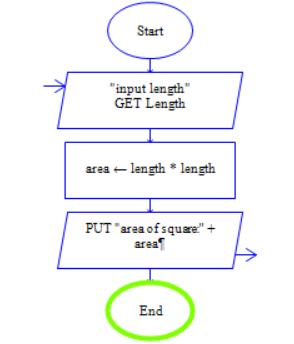 Start
"input length"
GET Length
area ← length * length
PUT "area of square:" +
area¶
End